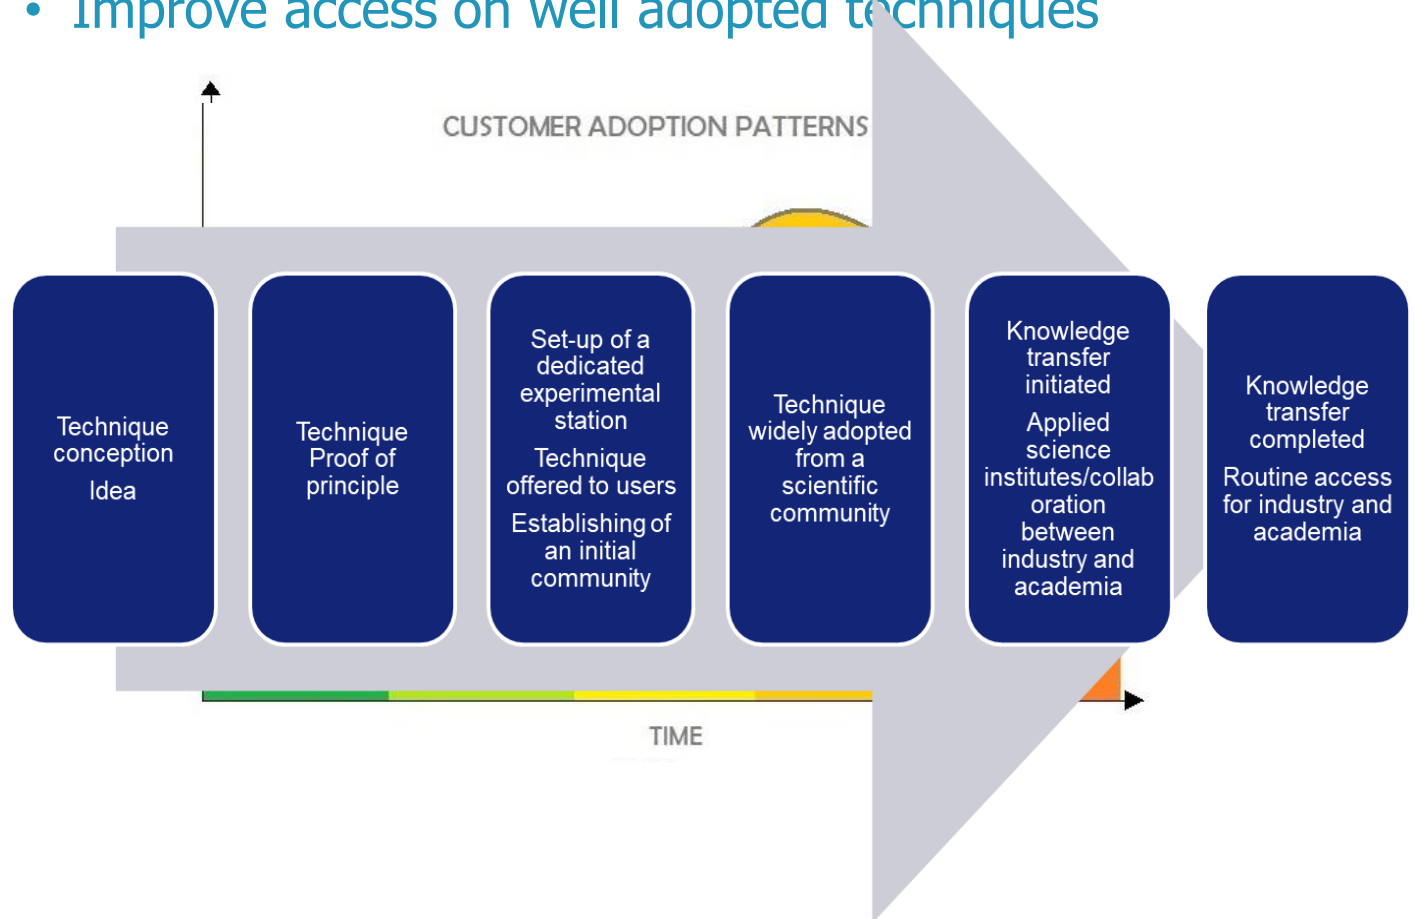 • Improve access on well adopted techniques
CUSTOMER ADOPTION PATTERNS
Technique
conception
Idea
Technique
Proof of
principle
Set-up of a
dedicated
experimental
station
Technique
offered to users
Establishing of
an initial
community
Technique
widely adopted
from a
scientific
community
Knowledge
transfer
initiated
Applied
science
institutes/collab
oration
between
industry and
academia
Knowledge
transfer
completed
Routine access
for industry and
academia
TIME